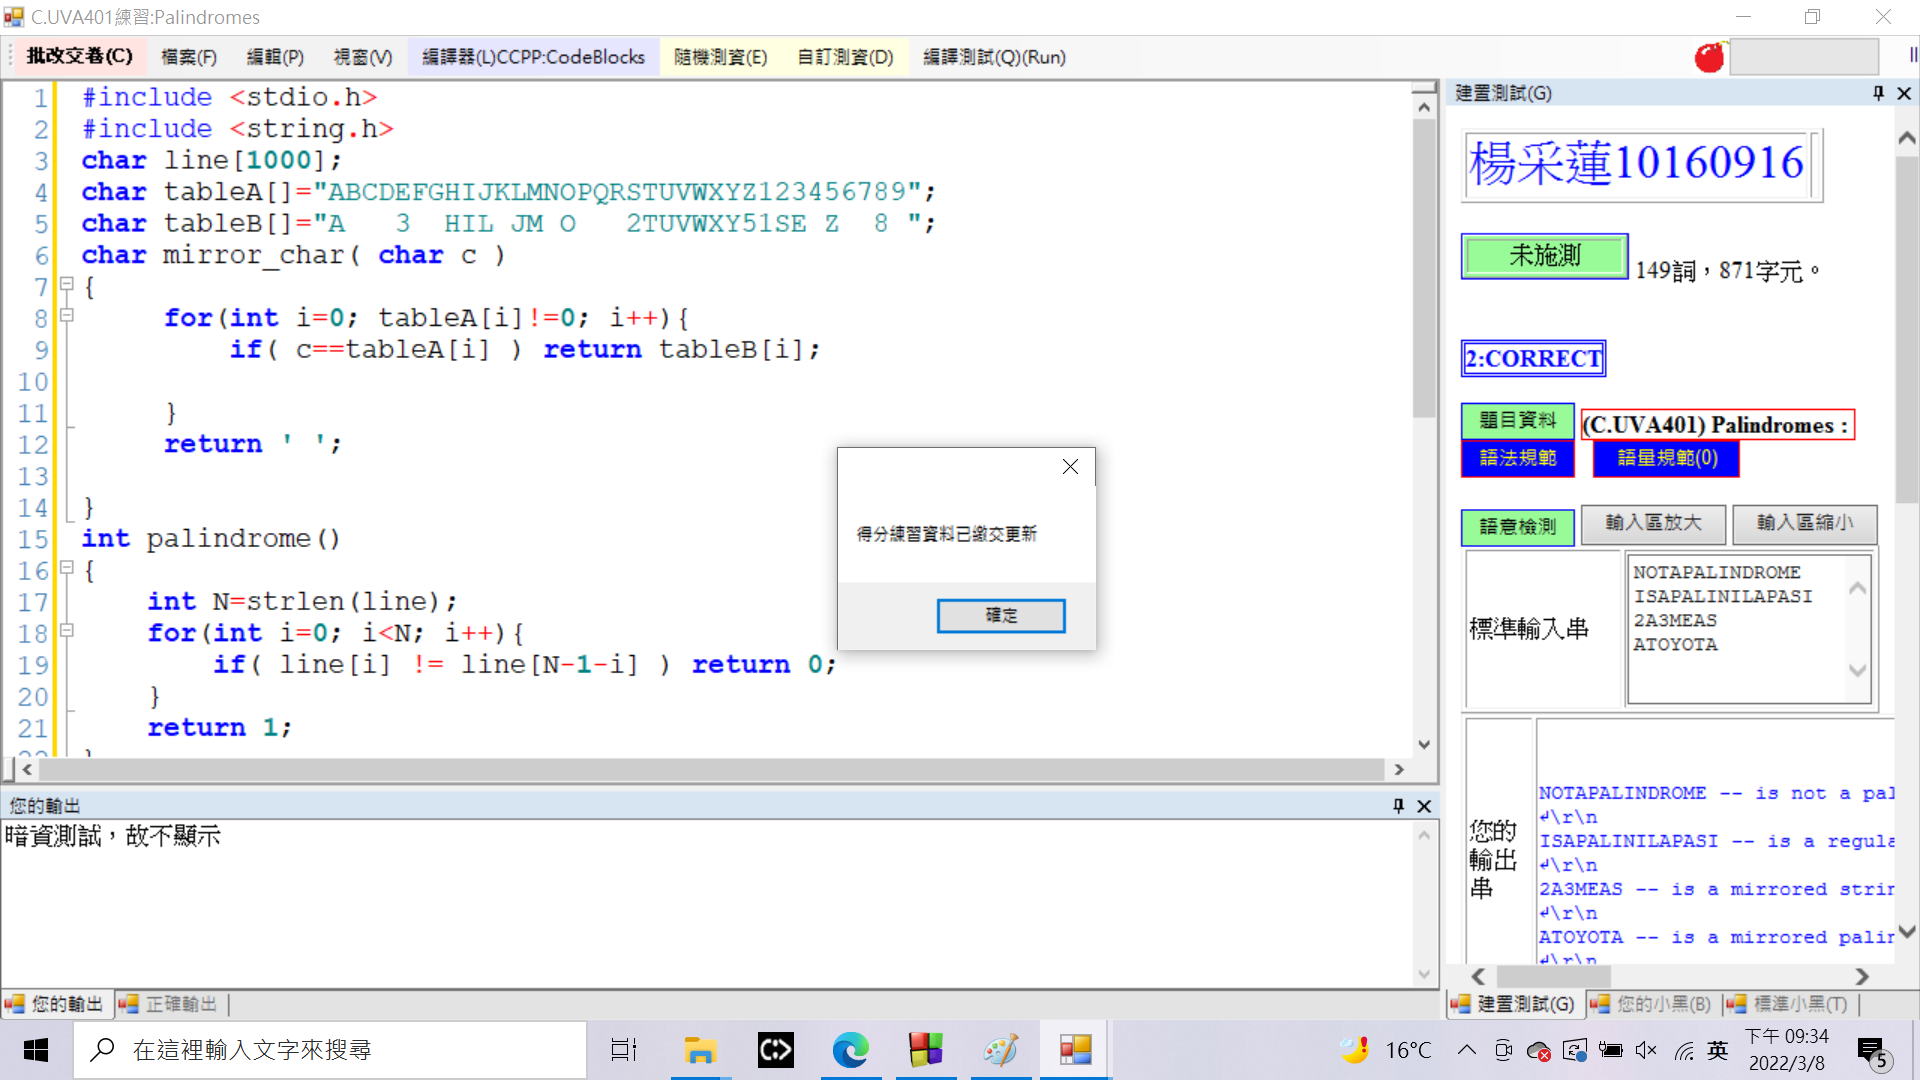 C.UVA401練習:Palindromes
批改交卷(C) 檔案(F) 編輯(P) 視窗(V) 編譯器(L)CCPP:CodeBlocks 隨機測資(E) 自訂測資(D) 編譯測試(Q)(Run)
1 #include <stdio.h>
2 #include <string.h>
3 char line[1000];
4 char tableA[]="ABCDEFGHIJKLMNOPQRSTUVWXYZ123456789";
5 char tableB[]="A   3  HIL JM O   2TUVWXY51SE Z  8 ";
6 char mirror_char( char c )
7 {
8      for(int i=0; tableA[i]!=0; i++){
9          if( c==tableA[i] ) return tableB[i];
10
11      }
12      return ' ';
13
14 }
15 int palindrome()
16 {
17     int N=strlen(line);
18     for(int i=0; i<N; i++){
19         if( line[i] != line[N-1-i] ) return 0;
20     }
21     return 1;
得分練習資料已繳交更新
確定
您的輸出
暗資測試，故不顯示
您的輸出 正確輸出
建置測試(G)
楊采蓮10160916
未施測 149詞，871字元。
2:CORRECT
題目資料 (C.UVA401) Palindromes :
語法規範 語量規範(0)
語意檢測 輸入區放大 輸入區縮小
標準輸入串
NOTAPALINDROME
ISAPALINILAPASI
2A3MEAS
ATOYOTA
您的輸出串
NOTAPALINDROME -- is not a pal
↲\r\n
ISAPALINILAPASI -- is a regula
↲\r\n
2A3MEAS -- is a mirrored strin
↲\r\n
ATOYOTA -- is a mirrored palin
↲\r\n
建置測試(G) 您的小黑(B) 標準小黑(T)
在這裡輸入文字來搜尋
16°C 英 下午 09:34
2022/3/8
5